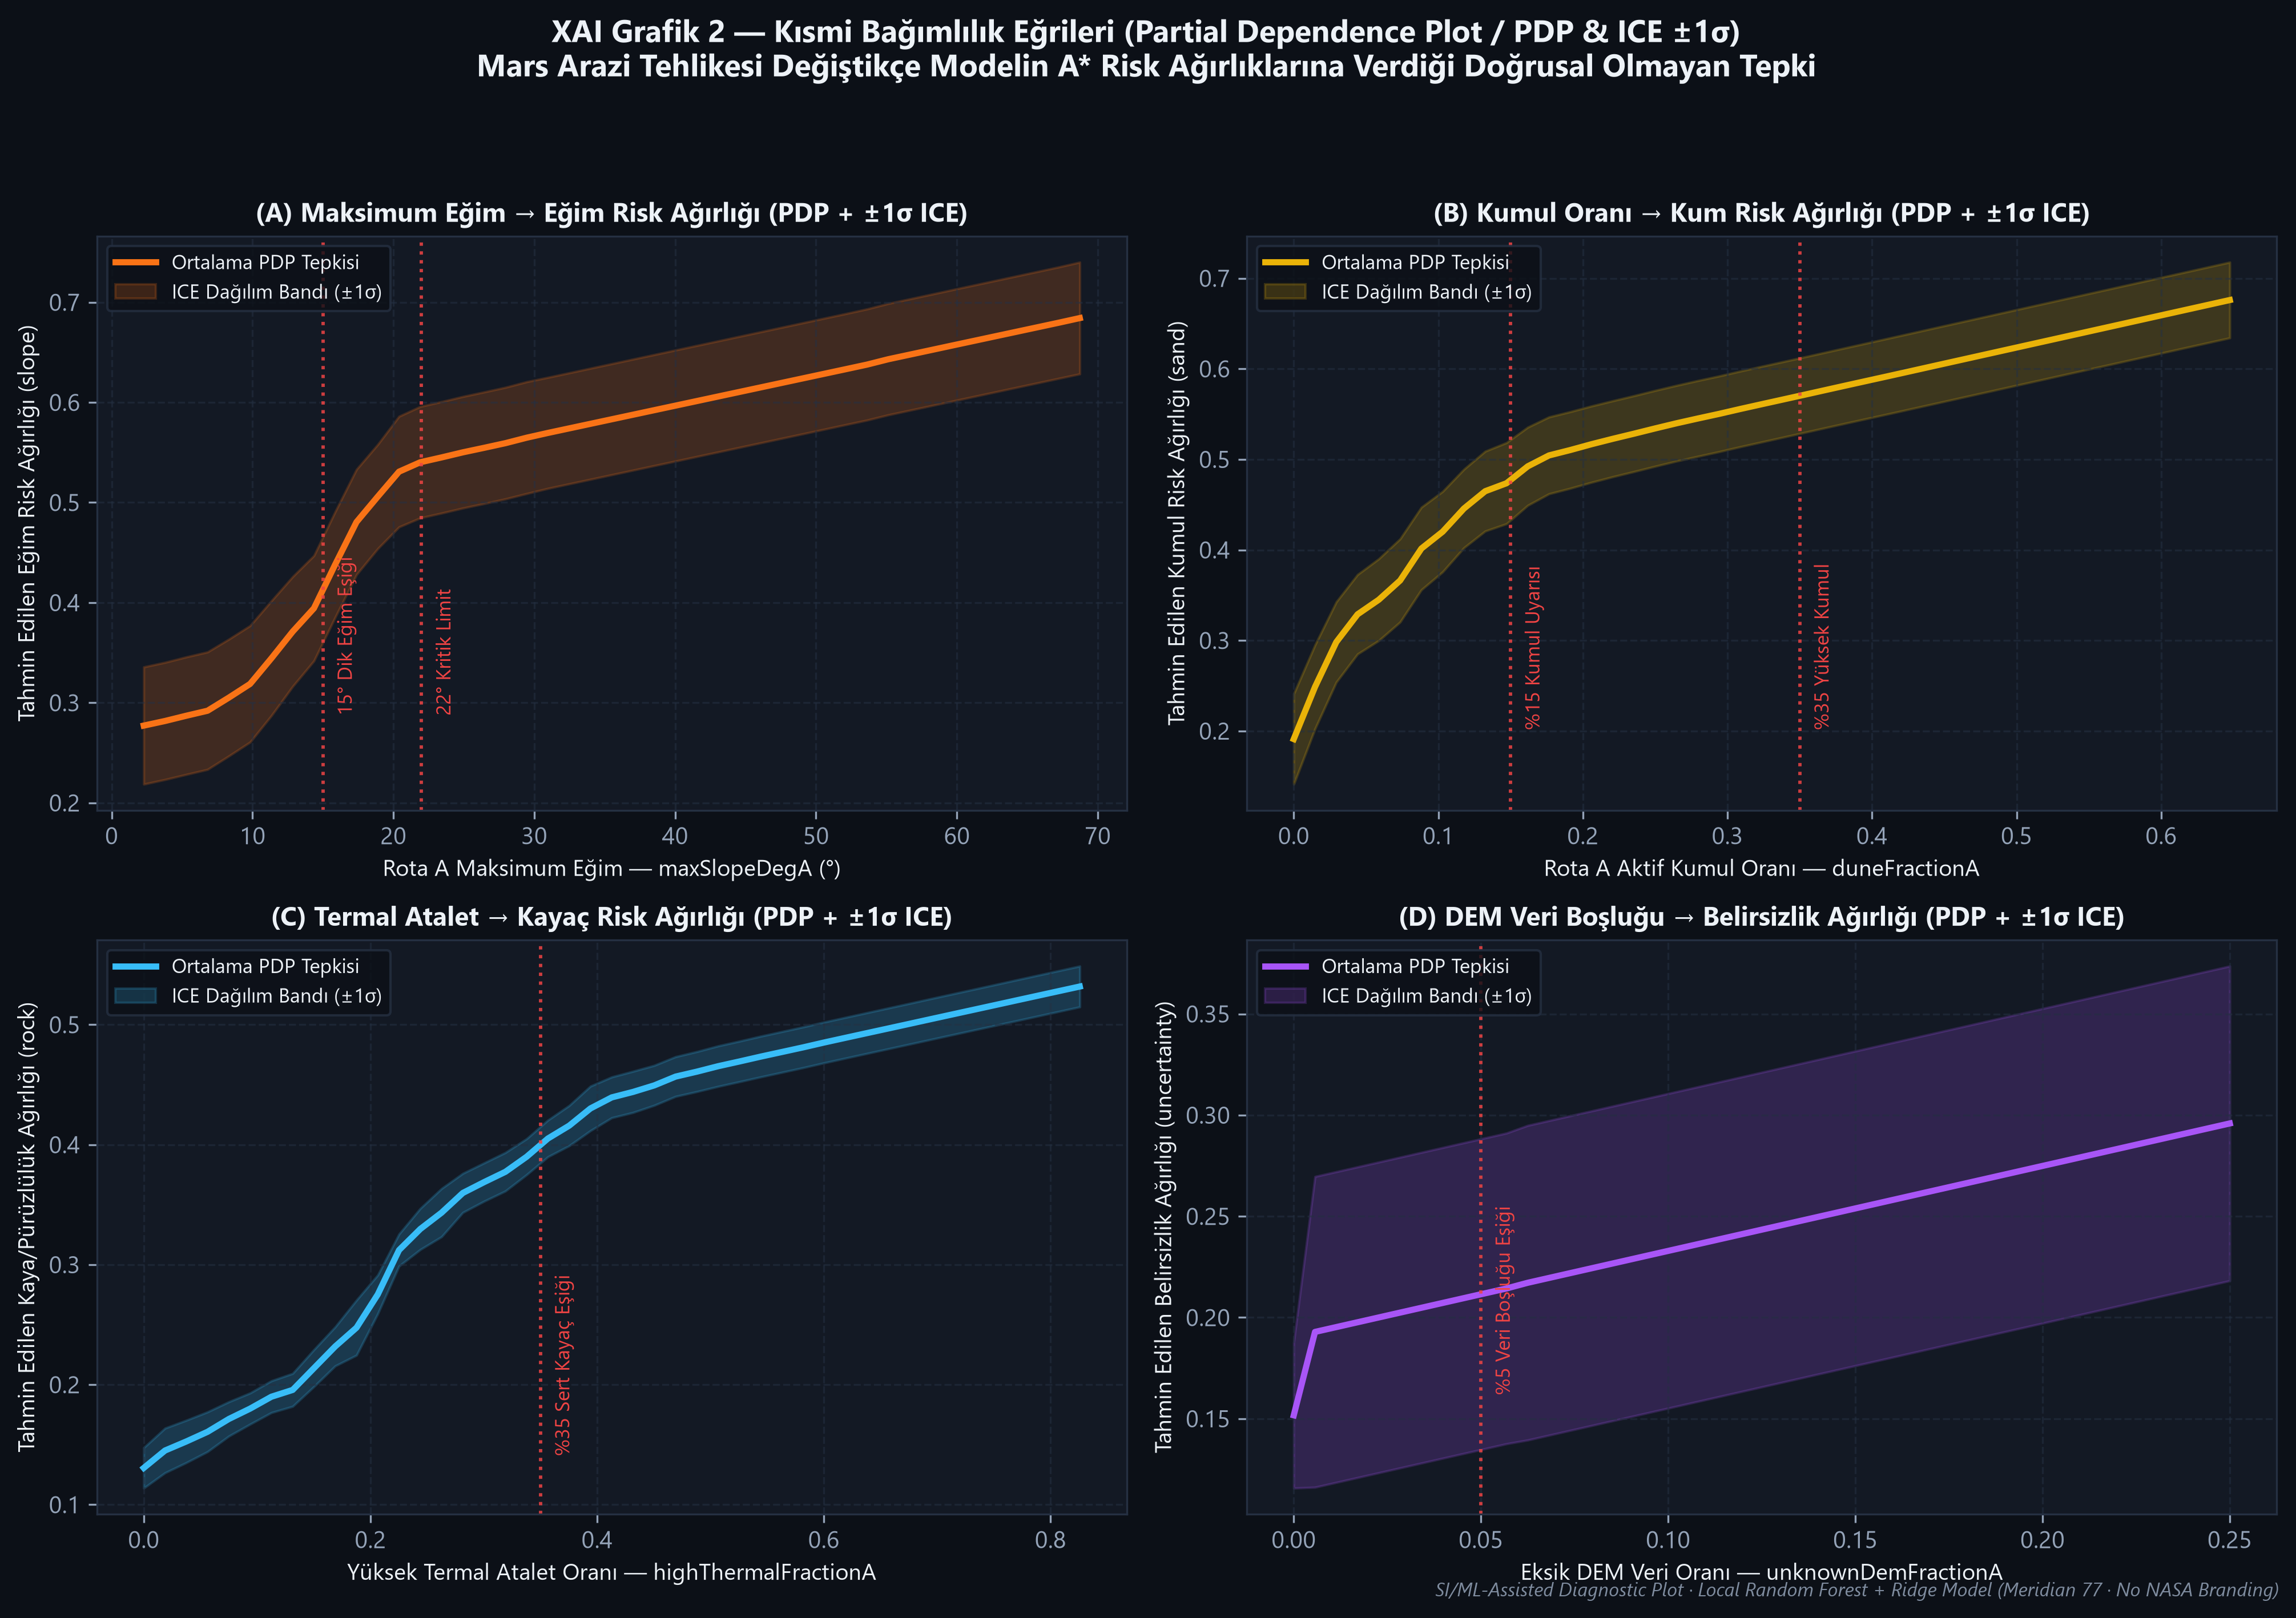 XAI Grafik 2 — Kısmi Bağımlılık Eğrileri (Partial Dependence Plot / PDP & ICE ±1σ)
Mars Arazi Tehlikesi Değiştikçe Modelin A* Risk Ağırlıklarına Verdiği Doğrusal Olmayan Tepki
(A) Maksimum Eğim → Eğim Risk Ağırlığı (PDP + ±1σ ICE)
Ortalama PDP Tepkisi
ICE Dağılım Bandı (±1σ)
15° Dik Eğim Eşiği
22° Kritik Limit
Tahmin Edilen Eğim Risk Ağırlığı (slope)
0.7
0.6
0.5
0.4
0.3
0.2
0 10 20 30 40 50 60 70
Rota A Maksimum Eğim — maxSlopeDegA (°)
(B) Kumul Oranı → Kum Risk Ağırlığı (PDP + ±1σ ICE)
Ortalama PDP Tepkisi
ICE Dağılım Bandı (±1σ)
%15 Kumul Uyarısı
%35 Yüksek Kumul
Tahmin Edilen Kumul Risk Ağırlığı (sand)
0.7
0.6
0.5
0.4
0.3
0.2
0.0 0.1 0.2 0.3 0.4 0.5 0.6
Rota A Aktif Kumul Oranı — duneFractionA
(C) Termal Atalet → Kayaç Risk Ağırlığı (PDP + ±1σ ICE)
Ortalama PDP Tepkisi
ICE Dağılım Bandı (±1σ)
%35 Sert Kayaç Eşiği
Tahmin Edilen Kaya/Pürüzlülük Ağırlığı (rock)
0.5
0.4
0.3
0.2
0.1
0.0 0.2 0.4 0.6 0.8
Yüksek Termal Atalet Oranı — highThermalFractionA
(D) DEM Veri Boşluğu → Belirsizlik Ağırlığı (PDP + ±1σ ICE)
Ortalama PDP Tepkisi
ICE Dağılım Bandı (±1σ)
%5 Veri Boşluğu Eşiği
Tahmin Edilen Belirsizlik Ağırlığı (uncertainty)
0.35
0.30
0.25
0.20
0.15
0.00 0.05 0.10 0.15 0.20 0.25
Eksik DEM Veri Oranı — unknownDemFractionA
SI/ML-Assisted Diagnostic Plot · Local Random Forest + Ridge Model (Meridian 77 · No NASA Branding)